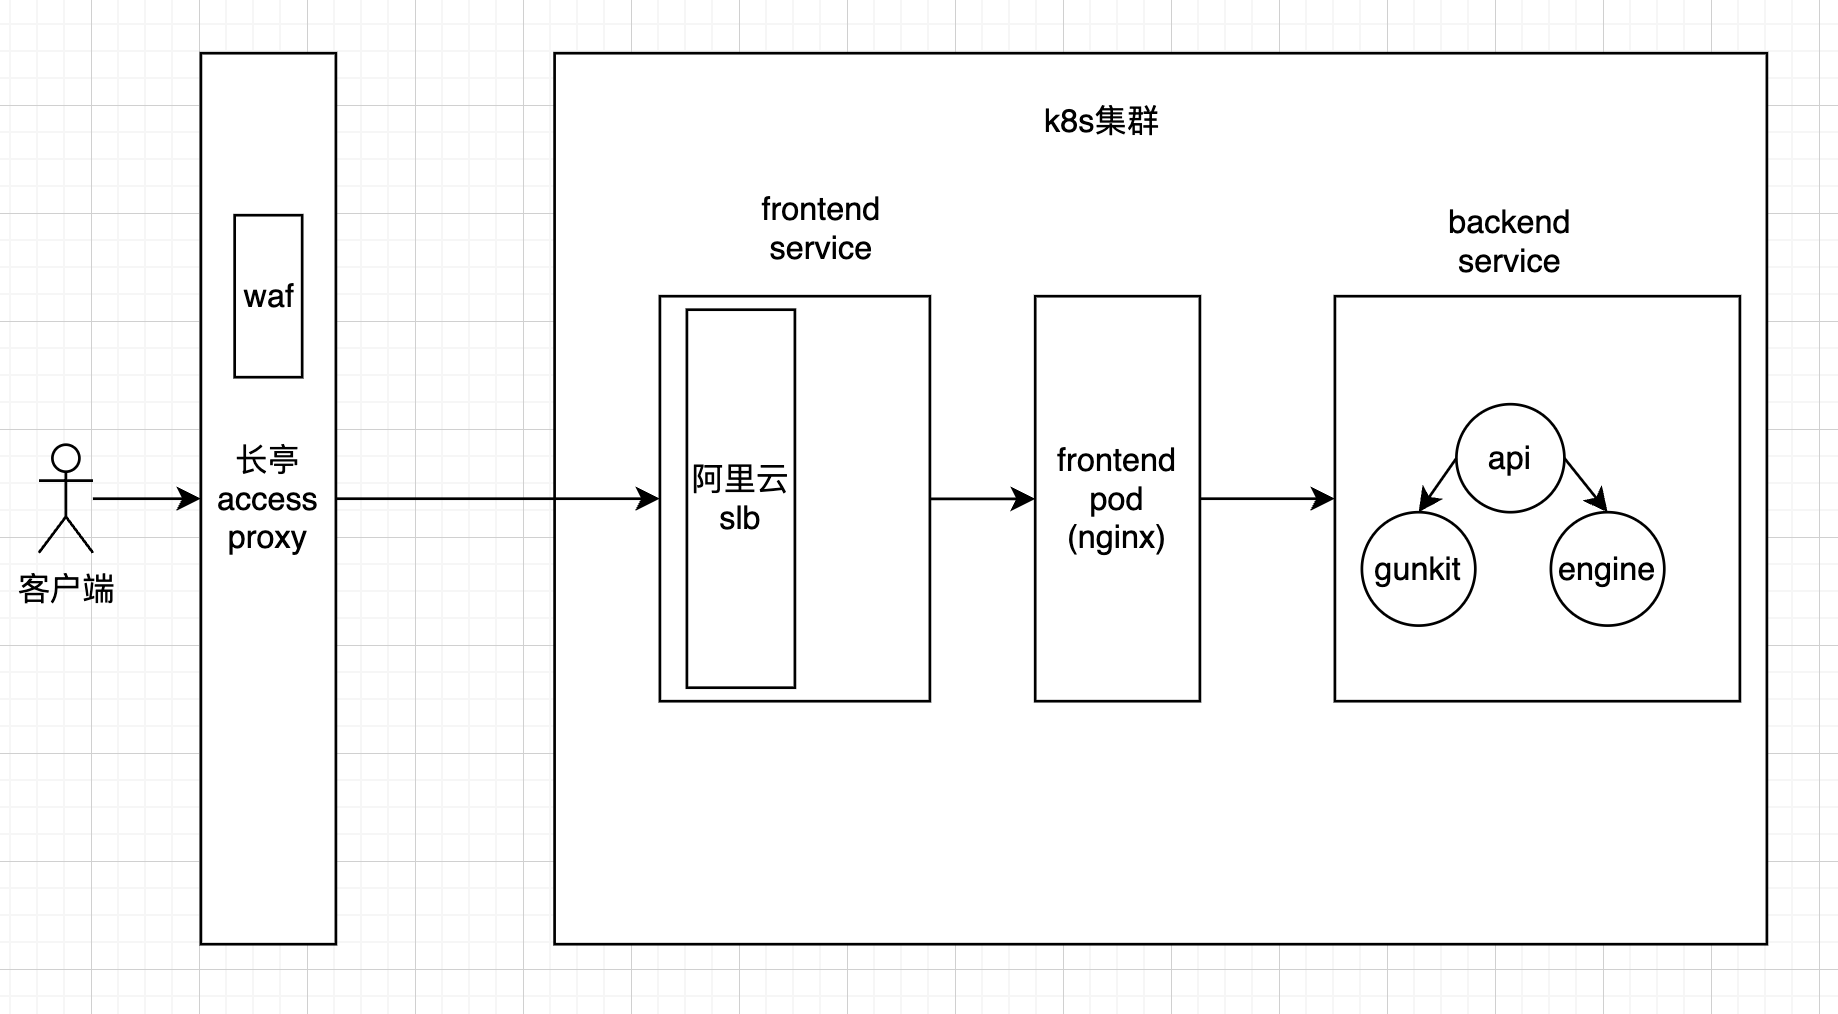 k8s集群
frontend
service
backend
service
waf
长亭
access
proxy
客户端
阿里云
slb
frontend
pod
(nginx)
api
gunkit
engine